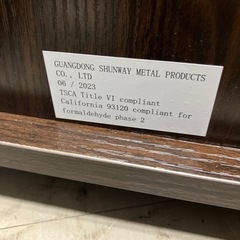 GUANGDONG SHUNWAY METAL PRODUCTS
CO., LTD
06 / 2023
TSCA Title VI compliant
California 93120 compliant for
formaldehyde phase 2